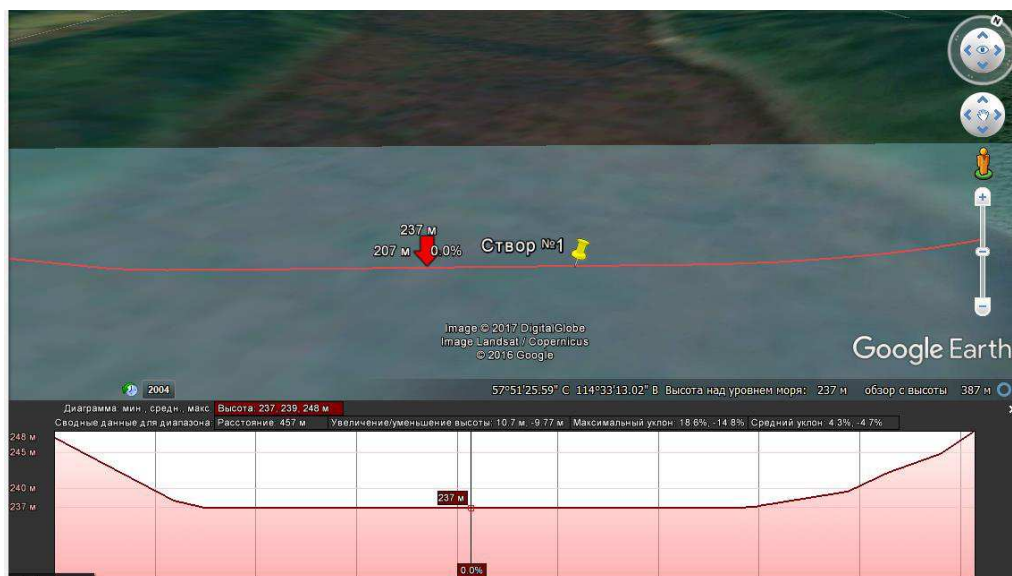 N
237 м
207 м 0.0%
Створ №1
Image © 2017 DigitalGlobe
Image Landsat / Copernicus
© 2016 Google
Google Earth
2004
57°51'25.59" С 114°33'13.02" В Высота над уровнем моря: 237 м обзор с высоты 387 м
Диаграмма: мин., средн., макс. Высота: 237, 239, 248 м
Сводные данные для диапазона: Расстояние: 457 м Увеличение/уменьшение высоты: 10.7 м, -9.77 м Максимальный уклон: 18.6%, -14.8% Средний уклон: 4.3%, -4.7%
248 м
245 м
240 м
237 м
237 м
0.0%